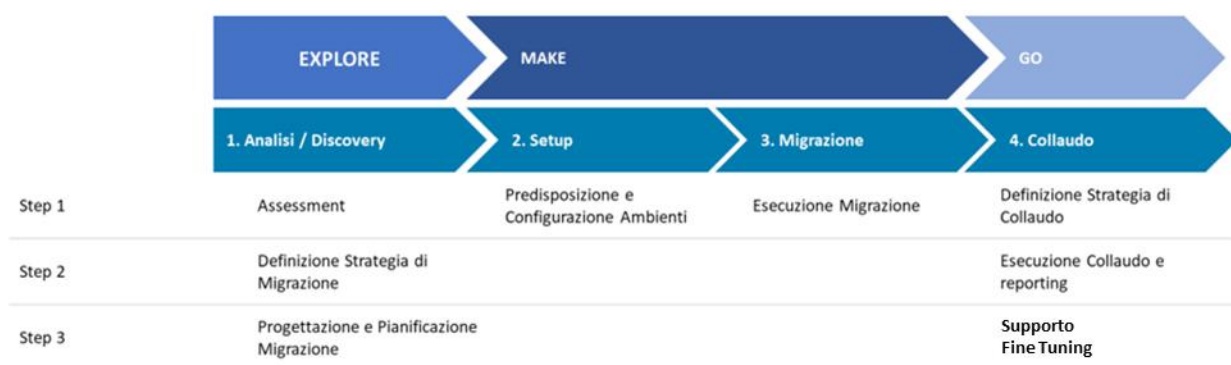 EXPLORE
MAKE
GO
1. Analisi / Discovery
2. Setup
3. Migrazione
4. Collaudo
Step 1
Assessment
Predisposizione e
Configurazione Ambienti
Esecuzione Migrazione
Definizione Strategia di
Collaudo
Step 2
Definizione Strategia di
Migrazione
Esecuzione Collaudo e
reporting
Step 3
Progettazione e Pianificazione
Migrazione
Supporto
Fine Tuning